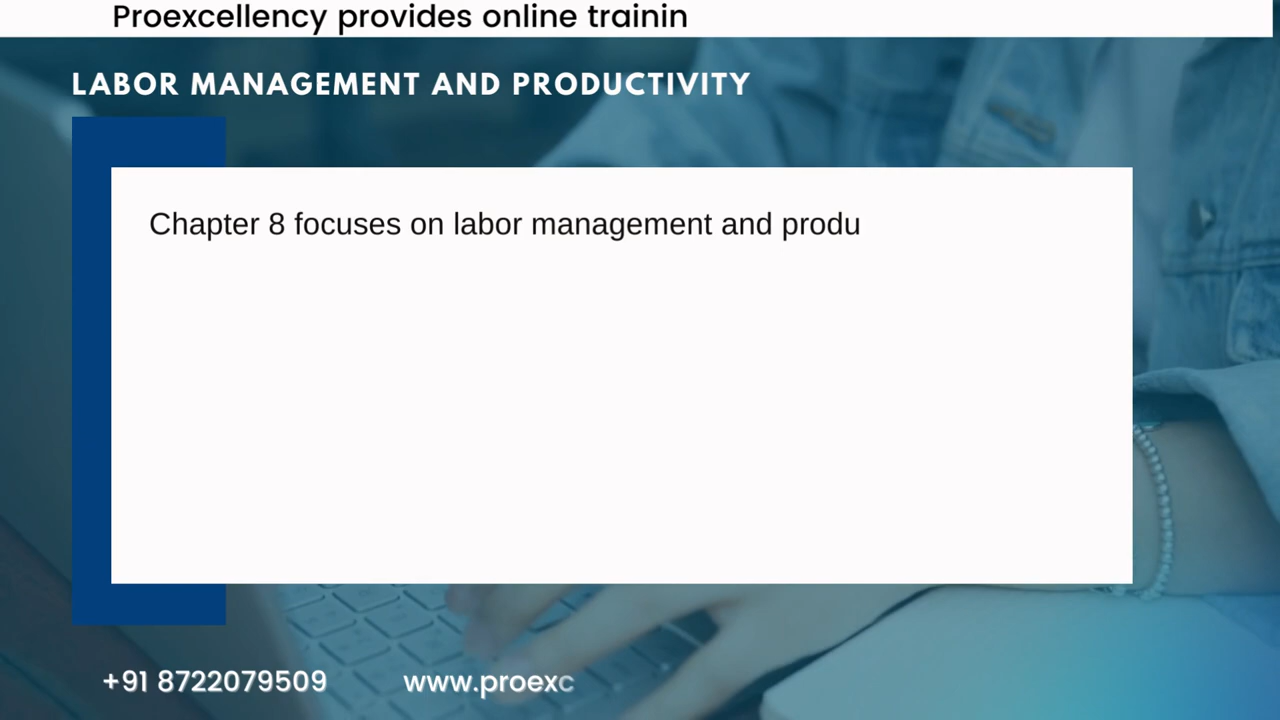 Proexcellency provides online trainin
LABOR MANAGEMENT AND PRODUCTIVITY
Chapter 8 focuses on labor management and produ
+91 8722079509 www.proexc